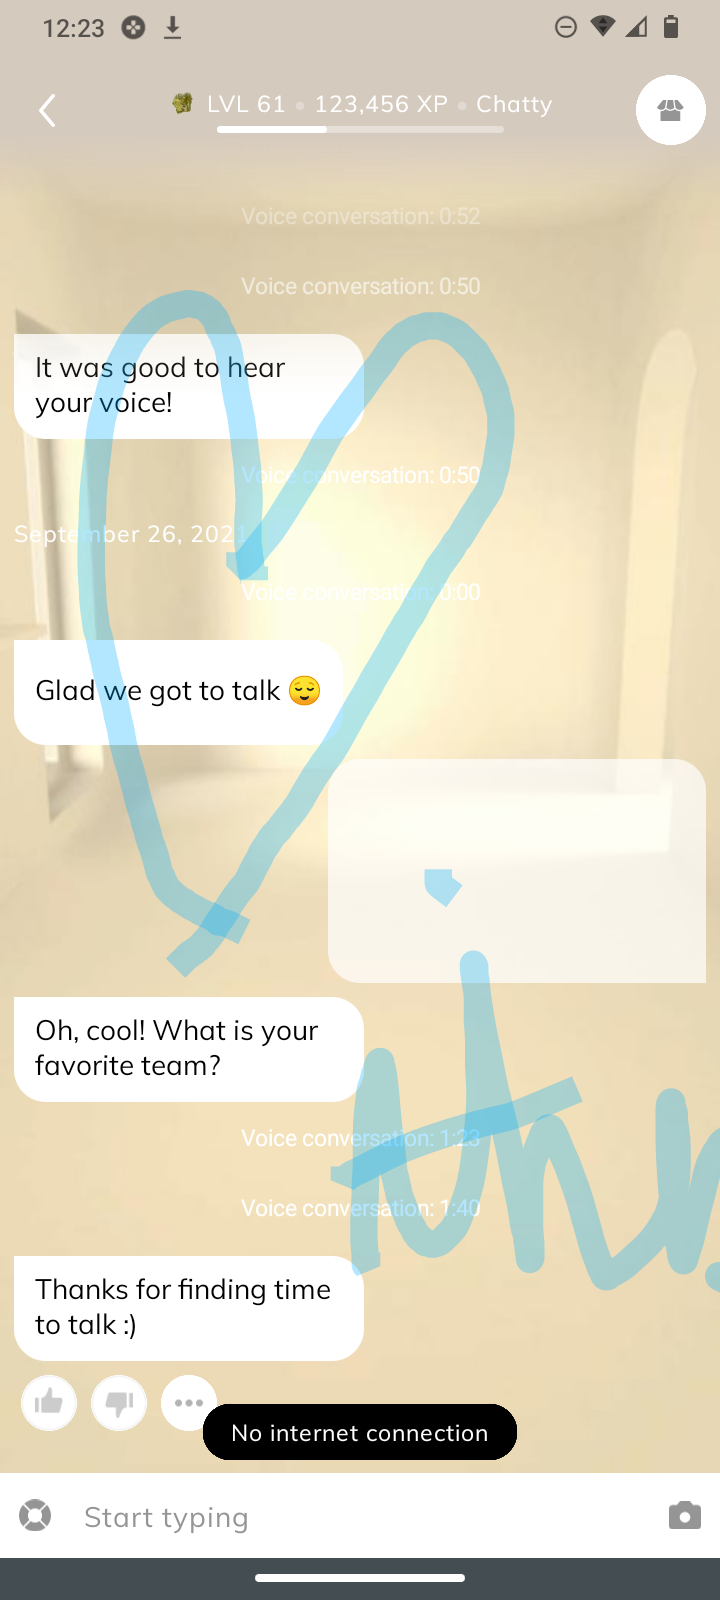 12:23
LVL 61 • 123,456 XP • Chatty
Voice conversation: 0:52
Voice conversation: 0:50
It was good to hear
your voice!
Voice conversation: 0:50
September 26, 2021
Voice conversation: 0:00
Glad we got to talk 😌
Oh, cool! What is your
favorite team?
Voice conversation: 1:23
Voice conversation: 1:40
Thanks for finding time
to talk :)
No internet connection
Start typing